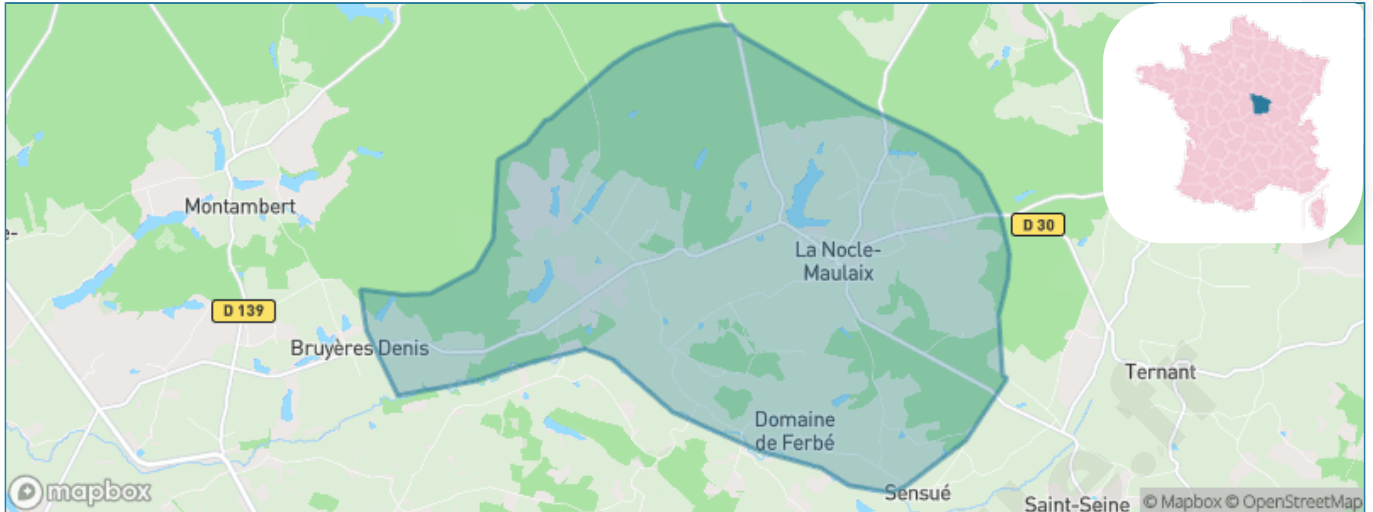 Montambert
e-
D 30
La Nocle-
Maulaix
D 139
Bruyères Denis
Ternant
Domaine
de Ferbé
Sensué
Saint-Seine
mapbox
© Mapbox © OpenStreetMap